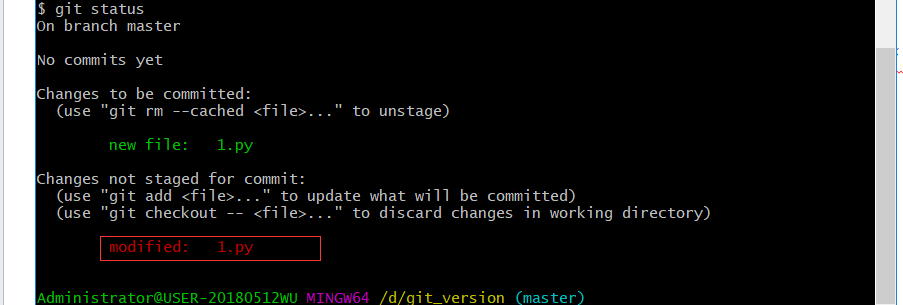 $ git status
On branch master
No commits yet
Changes to be committed:
(use "git rm --cached <file>..." to unstage)
new file: 1.py
Changes not staged for commit:
(use "git add <file>..." to update what will be committed)
(use "git checkout -- <file>..." to discard changes in working directory)
modified: 1.py
Administrator@USER-20180512WU MINGW64 /d/git_version (master)